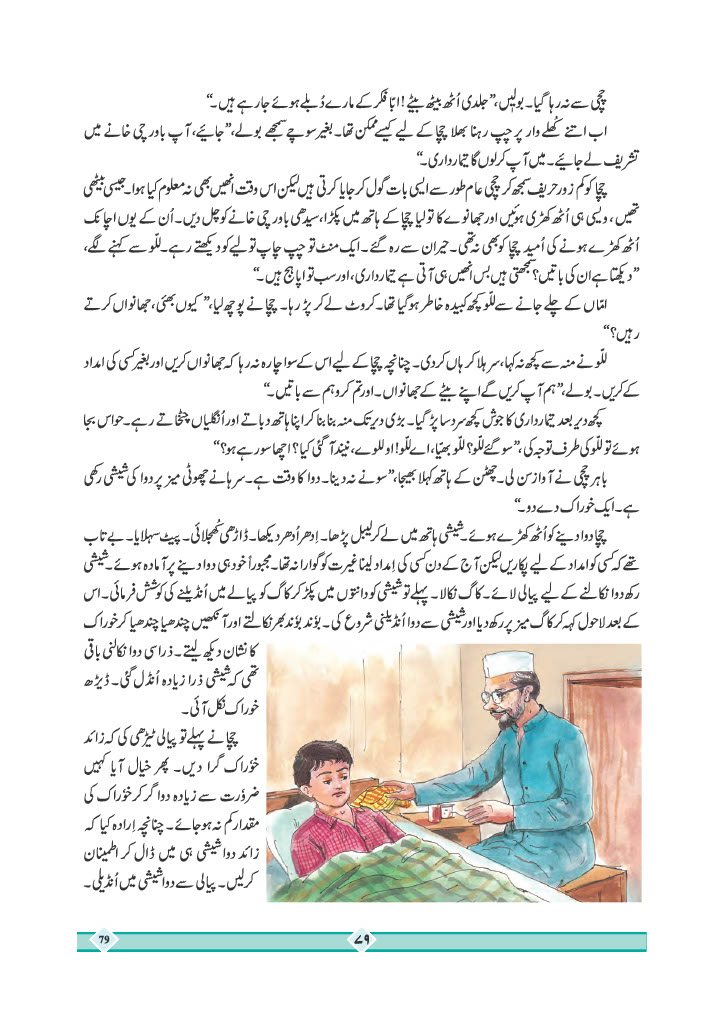 چچی سے نہ رہا گیا۔ بولیں، ”جلدی اُٹھ بیٹھ بیٹے! ابّا فکر کے مارے دُبلے ہوئے جارہے ہیں۔“
اب اتنے کُھلے وار پر چپ رہنا بھلا چچا کے لیے کیسے ممکن تھا۔ بغیر سوچے سمجھے بولے، ”جائیے، آپ باورچی خانے میں
تشریف لے جائیے۔ میں آپ کرلوں گا تیمارداری۔“
چچا کو کم زور حریف سمجھ کر چچی عام طور سے ایسی بات گول کر جایا کرتی ہیں لیکن اس وقت انھیں بھی نہ معلوم کیا ہوا۔ جیسی بیٹھی
تھیں، ویسی ہی اُٹھ کھڑی ہوئیں اور جھانوے کا تولیا چچا کے ہاتھ میں پکڑا، سیدھی باورچی خانے کو چل دیں۔ اُن کے یوں اچانک
اُٹھ کھڑے ہونے کی اُمید چچا کو بھی نہ تھی۔ حیران سے رہ گئے۔ ایک منٹ تو چپ چاپ تولیے کو دیکھتے رہے۔ للّو سے کہنے لگے،
”دیکھتا ہے ان کی باتیں؟ سمجھتی ہیں بس انھیں ہی آتی ہے تیمارداری، اور سب تو اپاہج ہیں۔“
امّاں کے چلے جانے سے للّو کچھ کبیدہ خاطر ہوگیا تھا۔ کروٹ لے کر پڑ رہا۔ چچا نے پوچھ لیا، ”کیوں بھئی، جھانواں کرتے
رہیں؟“
للّو نے منہ سے کچھ نہ کہا، سر ہلا کر ہاں کردی۔ چنانچہ چچا کے لیے اس کے سوا چارہ نہ رہا کہ جھانواں کریں اور بغیر کسی کی امداد
کے کریں۔ بولے، ”ہم آپ کریں گے اپنے بیٹے کے جھانواں۔ اور تم کرو ہم سے باتیں۔“
کچھ دیر بعد تیمارداری کا جوش کچھ سرد سا پڑ گیا۔ بڑی دیر تک منہ بنا بنا کر اپنا ہاتھ دباتے اور اُنگلیاں چٹخاتے رہے۔ حواس بجا
ہوئے تو للّو کی طرف توجہ کی، ”سوگئے للّو؟ للّو بھیّا، اے للّو! او للوے، نیند آگئی کیا؟ اچھا سو رہے ہو؟“
باہر چچی نے آواز سن لی۔ چھٹن کے ہاتھ کہلا بھیجا، ”سونے نہ دینا۔ دوا کا وقت ہے۔ سرہانے چھوٹی میز پر دوا کی شیشی رکھی
ہے۔ ایک خوراک دے دو۔“
چچا دوا دینے کو اُٹھ کھڑے ہوئے۔ شیشی ہاتھ میں لے کر لیبل پڑھا۔ اِدھر اُدھر دیکھا۔ ڈاڑھی کُھجلائی۔ پیٹ سہلایا۔ بے تاب
تھے کہ کسی کو امداد کے لیے پکاریں لیکن آج کے دن کسی کی اِمداد لینا غیرت کو گوارا نہ تھا۔ مجبوراً خود ہی دوا دینے پر آمادہ ہوئے۔ شیشی
رکھ دوا نکالنے کے لیے پیالی لائے۔ کاگ نکالا۔ پہلے تو شیشی کو دانتوں میں پکڑ کر کاگ کو پیالے میں اُنڈیلنے کی کوشش فرمائی۔ اس
کے بعد لاحول کہہ کر کاگ میز پر رکھ دیا اور شیشی سے دوا اُنڈیلنی شروع کی۔ بوٗند بوٗند بھر نکالتے اور آنکھیں چندھیا چندھیا کر خوراک
کا نشان دیکھ لیتے۔ ذرا سی دوا نکالنی باقی
تھی کہ شیشی ذرا زیادہ اُنڈل گئی۔ ڈیڑھ
خوراک نکل آئی۔
چچا نے پہلے تو پیالی ٹیڑھی کی کہ زائد
خوٗراک گرا دیں۔ پھر خیال آیا کہیں
ضرورت سے زیادہ دوا گر کر خوٗراک کی
مقدار کم نہ ہوجائے۔ چنانچہ اِرادہ کیا کہ
زائد دوا شیشی ہی میں ڈال کر اطمینان
کرلیں۔ پیالی سے دوا شیشی میں اُنڈیلی۔
79
۷۹